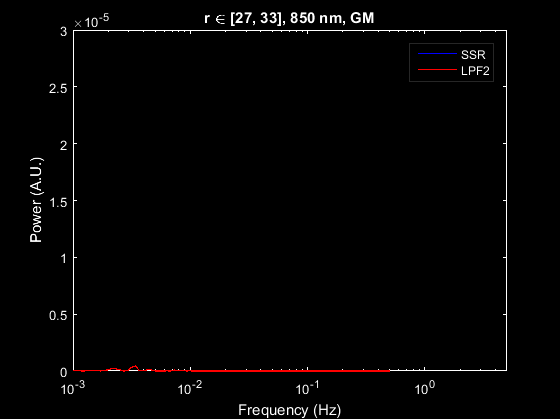 r ∈ [27, 33], 850 nm, GM
×10⁻⁵
3
2.5
2
1.5
1
0.5
0
Power (A.U.)
SSR
LPF2
10⁻³ 10⁻² 10⁻¹ 10⁰
Frequency (Hz)